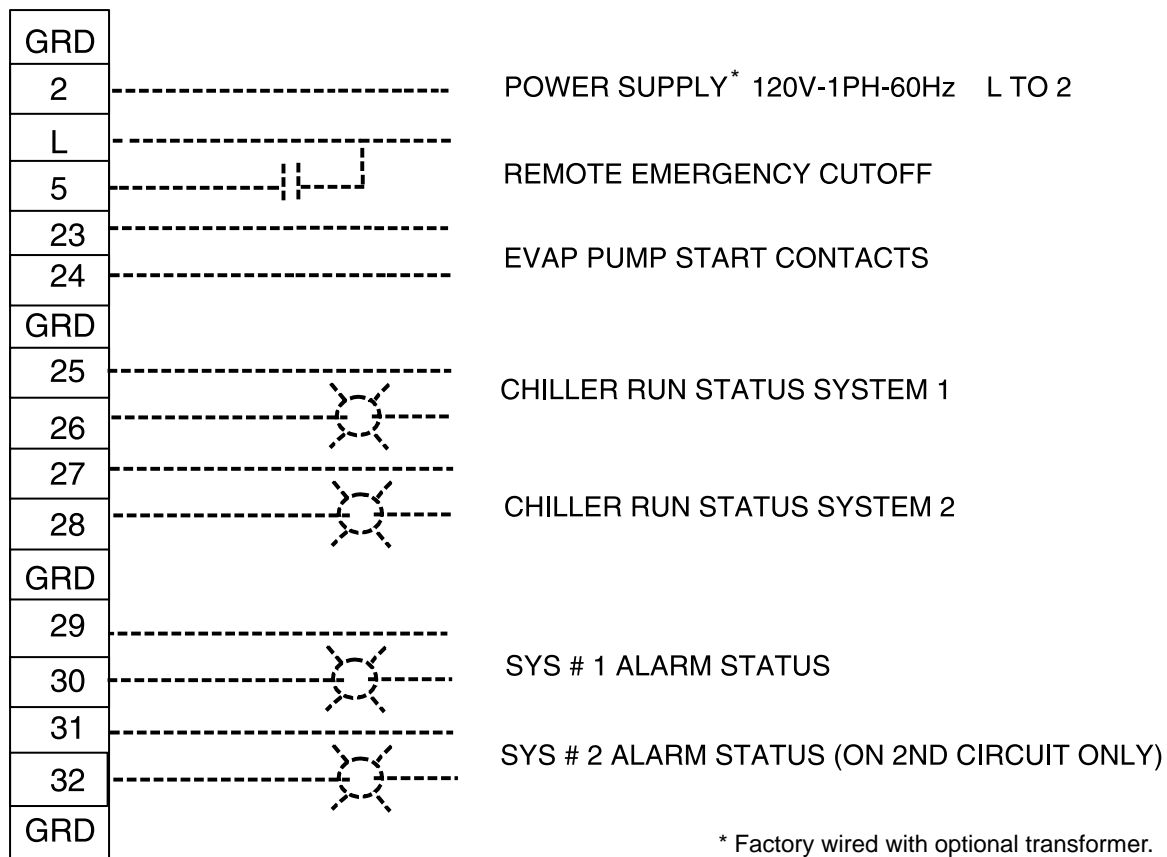 GRD
2
POWER SUPPLY* 120V-1PH-60Hz L TO 2
L
5
REMOTE EMERGENCY CUTOFF
23
24
EVAP PUMP START CONTACTS
GRD
25
26
CHILLER RUN STATUS SYSTEM 1
27
28
CHILLER RUN STATUS SYSTEM 2
GRD
29
30
SYS # 1 ALARM STATUS
31
32
SYS # 2 ALARM STATUS (ON 2ND CIRCUIT ONLY)
GRD
* Factory wired with optional transformer.